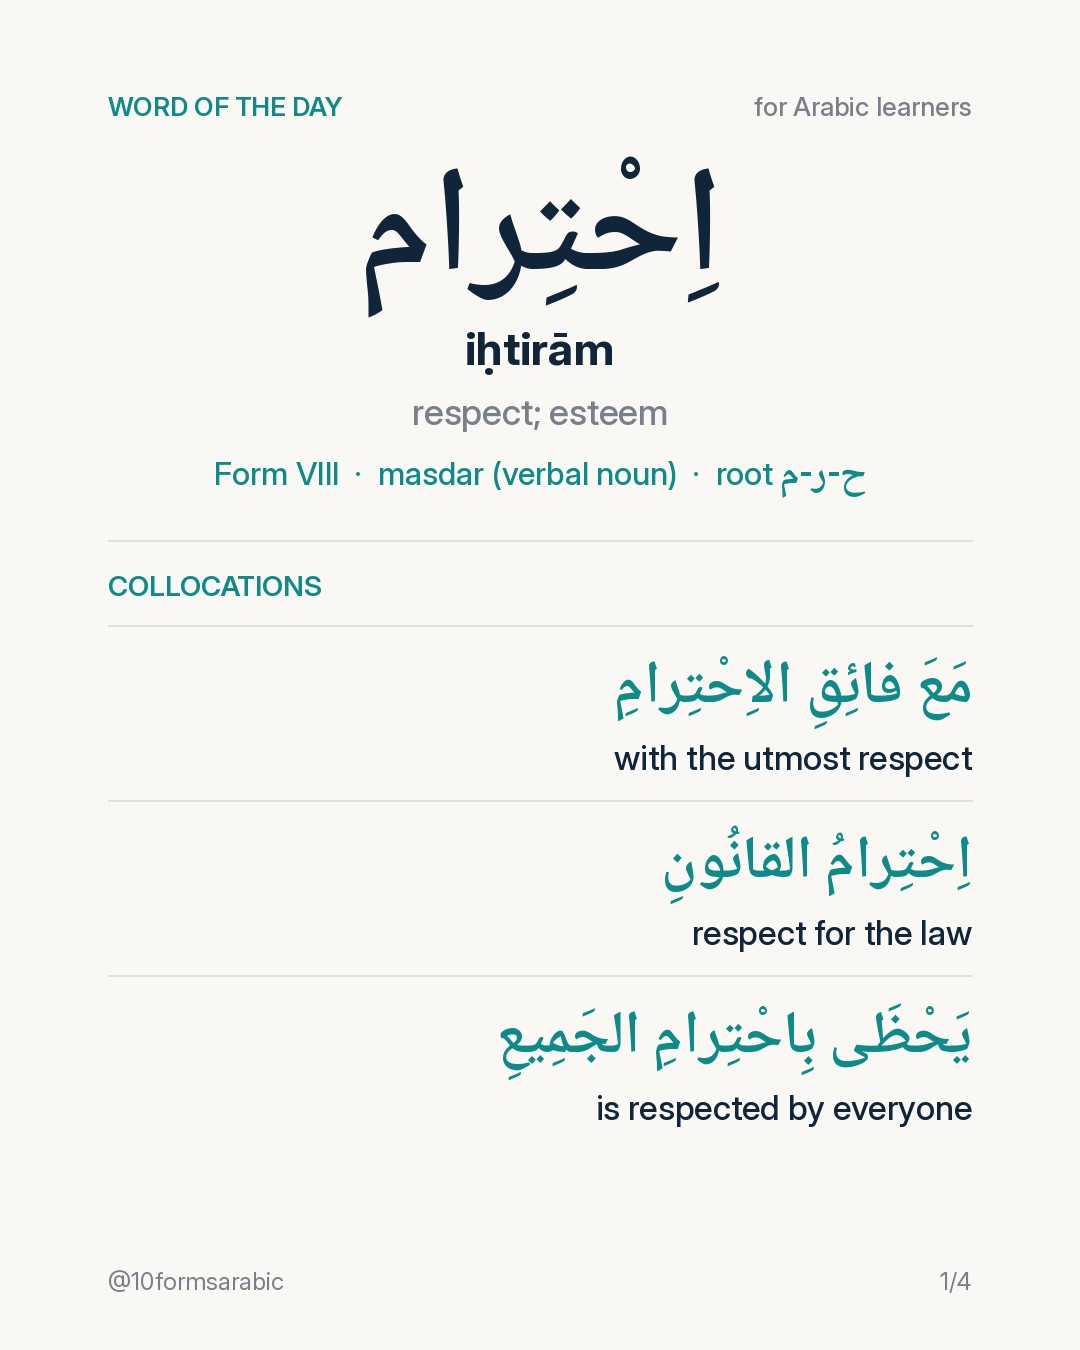 WORD OF THE DAY
for Arabic learners
اِحْتِرام
iḥtirām
respect; esteem
Form VIII · masdar (verbal noun) · root ح-ر-م
COLLOCATIONS
مَعَ فائِقِ الاِحْتِرامِ
with the utmost respect
اِحْتِرامُ القانُونِ
respect for the law
يَحْظَى بِاحْتِرامِ الجَمِيعِ
is respected by everyone
@10formsarabic
1/4